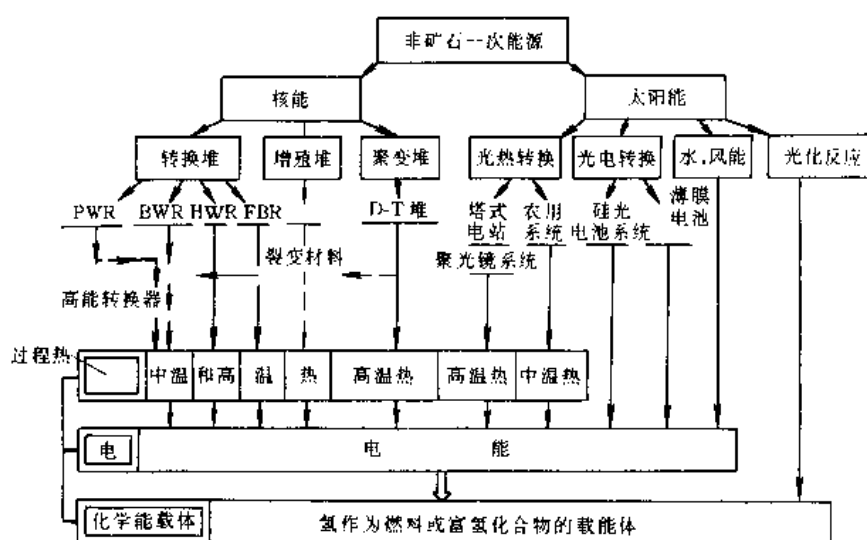 非矿石一次能源
核能
太阳能
转换堆
增殖堆
聚变堆
光热转换
光电转换
水,风能
光化反应
PWR
BWR
HWR
FBR
D-T堆
塔式
电站
农用
系统
硅光
电池系统
薄膜
电池
裂变材料
聚光镜系统
高能转换器
过程热
中温
和高
温
热
高温热
高温热
中温热
电
电 能
化学能载体
氢作为燃料或富氢化合物的载能体